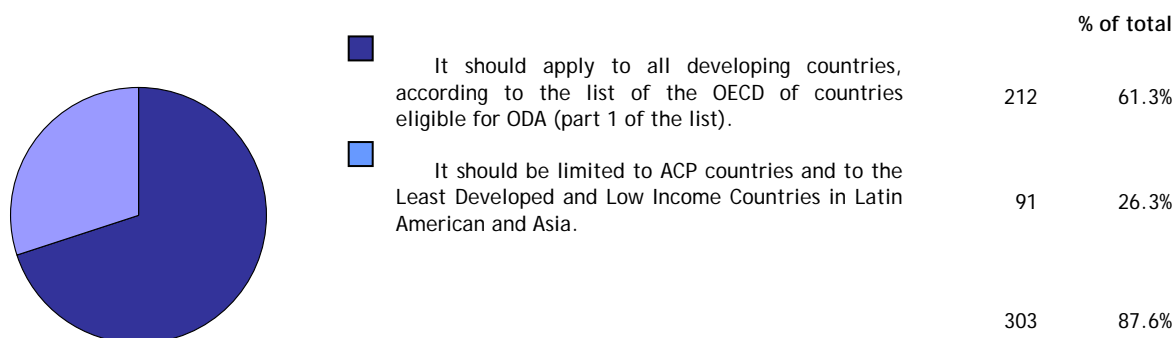 % of total
It should apply to all developing countries,
according to the list of the OECD of countries 212 61.3%
eligible for ODA (part 1 of the list).
It should be limited to ACP countries and to the
Least Developed and Low Income Countries in Latin 91 26.3%
American and Asia.
303 87.6%